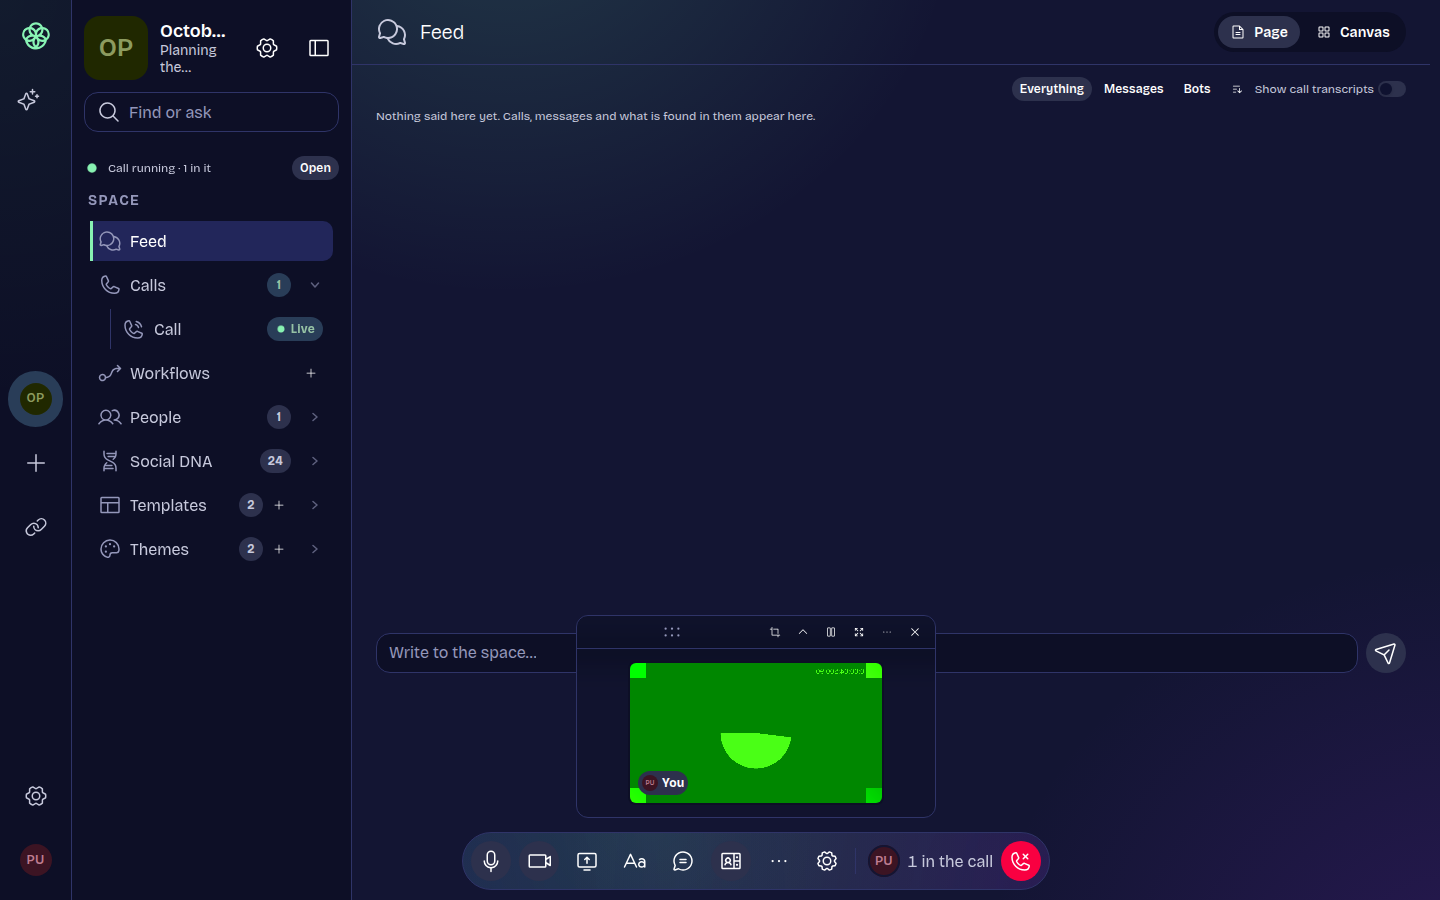 OP
Octob...
Planning
the...
Find or ask
Call running · 1 in it
Open
SPACE
Feed
Calls
1
Call
Live
Workflows
People
1
Social DNA
24
Templates
2
Themes
2
OP
PU
Feed
Page
Canvas
Everything
Messages
Bots
Show call transcripts
Nothing said here yet. Calls, messages and what is found in them appear here.
Write to the space...
PU
You
Aa
PU
1 in the call